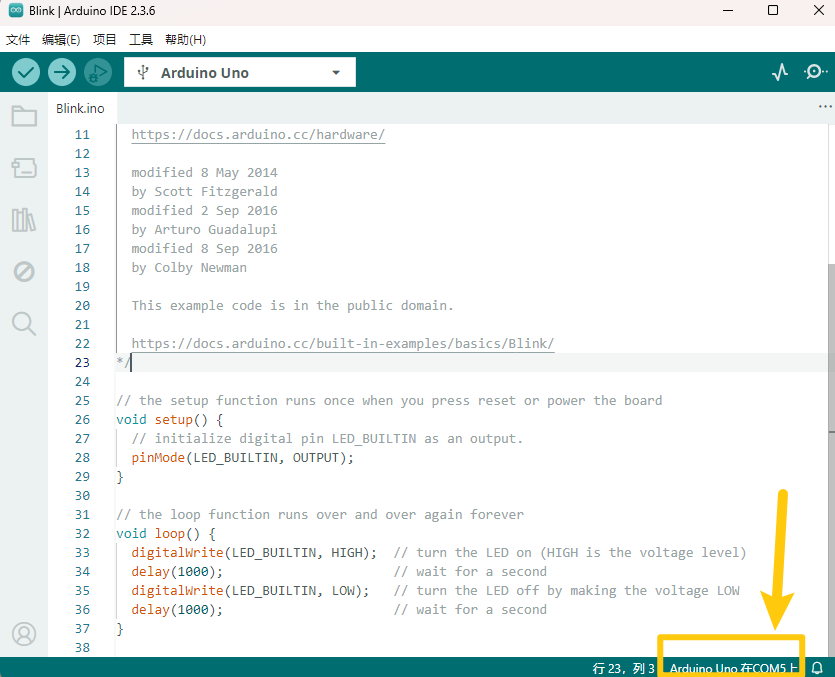 Blink | Arduino IDE 2.3.6
文件 编辑(E) 项目 工具 帮助(H)
Arduino Uno
Blink.ino
11 https://docs.arduino.cc/hardware/
12
13 modified 8 May 2014
14 by Scott Fitzgerald
15 modified 2 Sep 2016
16 by Arturo Guadalupi
17 modified 8 Sep 2016
18 by Colby Newman
19
20 This example code is in the public domain.
21
22 https://docs.arduino.cc/built-in-examples/basics/Blink/
23 */
24
25 // the setup function runs once when you press reset or power the board
26 void setup() {
27 // initialize digital pin LED_BUILTIN as an output.
28 pinMode(LED_BUILTIN, OUTPUT);
29 }
30
31 // the loop function runs over and over again forever
32 void loop() {
33 digitalWrite(LED_BUILTIN, HIGH); // turn the LED on (HIGH is the voltage level)
34 delay(1000); // wait for a second
35 digitalWrite(LED_BUILTIN, LOW); // turn the LED off by making the voltage LOW
36 delay(1000); // wait for a second
37 }
38
行 23，列 3 Arduino Uno 在COM5上